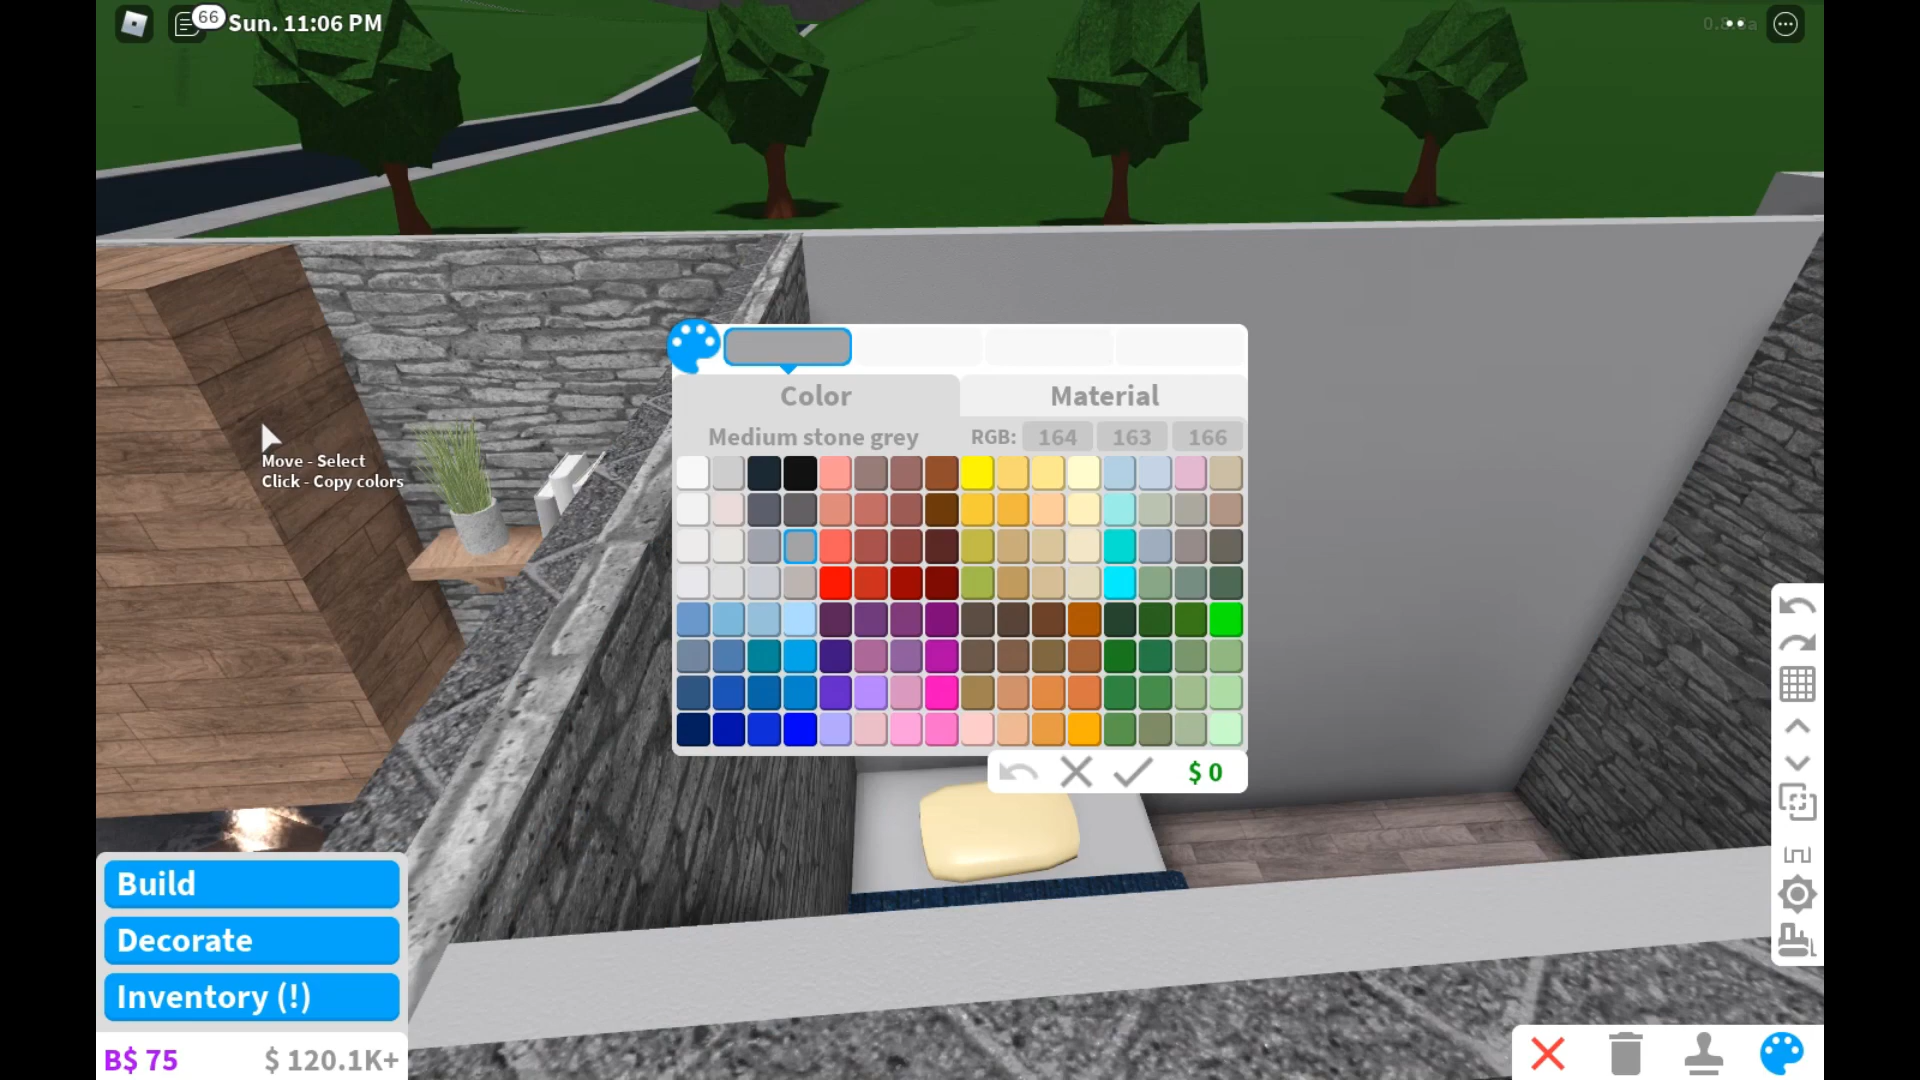 66
Sun. 11:06 PM
Color
Material
Medium stone grey
RGB: 164 163 166
Move - Select
Click - Copy colors
$ 0
Build
Decorate
Inventory (!)
B$ 75
$ 120.1K+